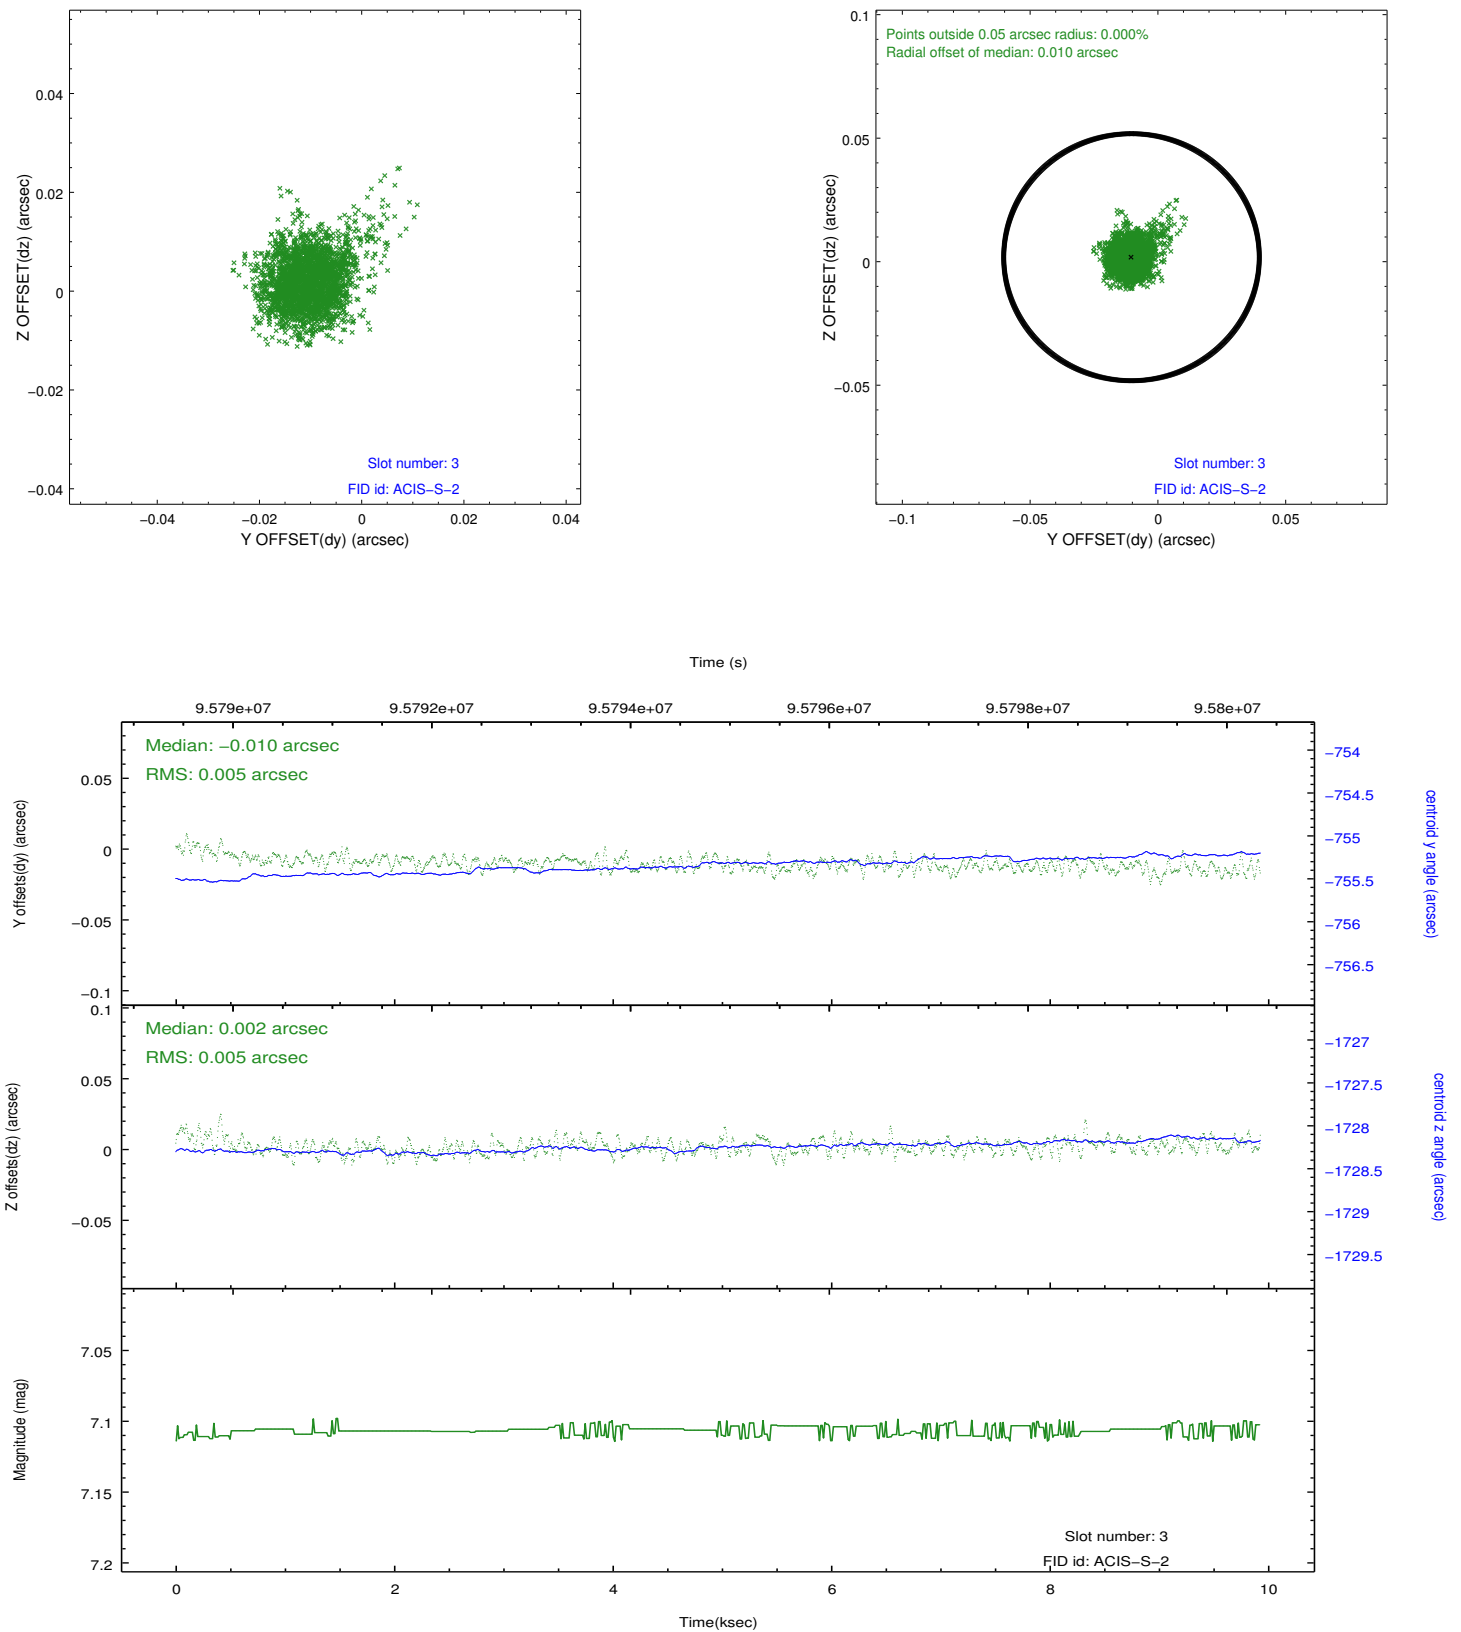 0.04
0.02
0
−0.02
−0.04
Z OFFSET(dz) (arcsec)
Slot number: 3
FID id: ACIS−S−2
−0.04
−0.02
0
0.02
0.04
Y OFFSET(dy) (arcsec)
0.1
0.05
0
−0.05
Z OFFSET(dz) (arcsec)
Points outside 0.05 arcsec radius: 0.000%
Radial offset of median: 0.010 arcsec
Slot number: 3
FID id: ACIS−S−2
−0.1
−0.05
0
0.05
Y OFFSET(dy) (arcsec)
Time (s)
9.579e+07
9.5792e+07
9.5794e+07
9.5796e+07
9.5798e+07
9.58e+07
Median: −0.010 arcsec
RMS: 0.005 arcsec
0.05
0
−0.05
−0.1
Y offsets(dy) (arcsec)
−754
−754.5
−755
−755.5
−756
−756.5
centroid y angle (arcsec)
Median: 0.002 arcsec
RMS: 0.005 arcsec
0.1
0.05
0
−0.05
Z offsets(dz) (arcsec)
−1727
−1727.5
−1728
−1728.5
−1729
−1729.5
centroid z angle (arcsec)
7.05
7.1
7.15
7.2
Magnitude (mag)
Slot number: 3
FID id: ACIS−S−2
0
2
4
6
8
10
Time(ksec)